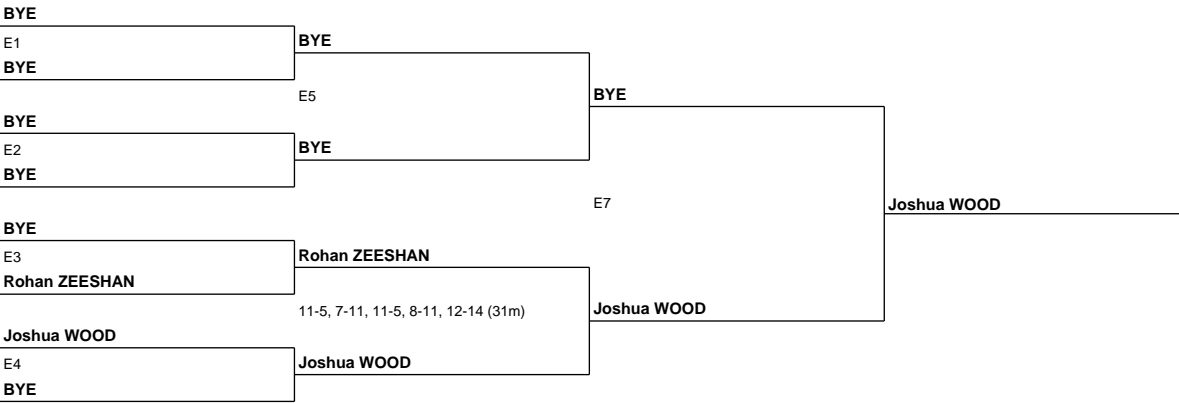 BYE
E1
BYE
BYE
E5
BYE
BYE
E2
BYE
BYE
E7
Joshua WOOD
BYE
E3
Rohan ZEESHAN
Rohan ZEESHAN
11-5, 7-11, 11-5, 8-11, 12-14 (31m)
Joshua WOOD
Joshua WOOD
E4
Joshua WOOD
BYE